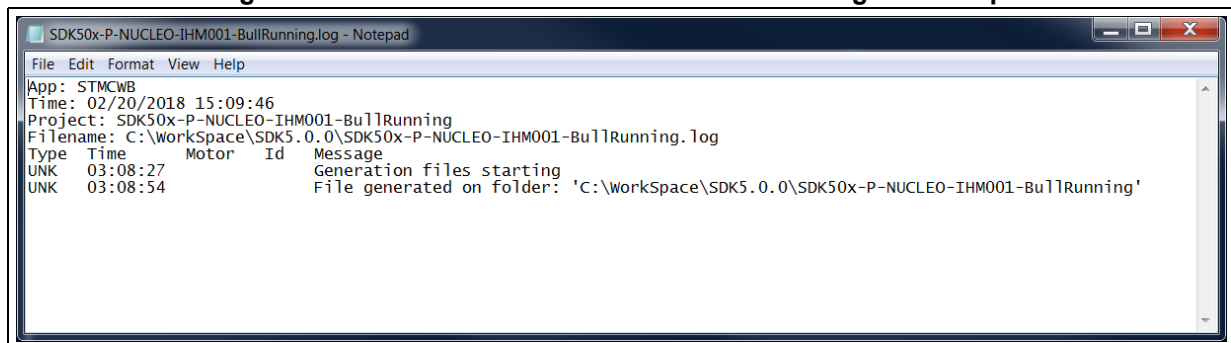 SDK50x-P-NUCLEO-IHM001-BullRunning.log - Notepad
File Edit Format View Help
App: STMCWB
Time: 02/20/2018 15:09:46
Project: SDK50x-P-NUCLEO-IHM001-BullRunning
Filename: C:\WorkSpace\SDK5.0.0\SDK50x-P-NUCLEO-IHM001-BullRunning.log
Type Time Motor Id Message
UNK 03:08:27 Generation files starting
UNK 03:08:54 File generated on folder: 'C:\WorkSpace\SDK5.0.0\SDK50x-P-NUCLEO-IHM001-BullRunning'